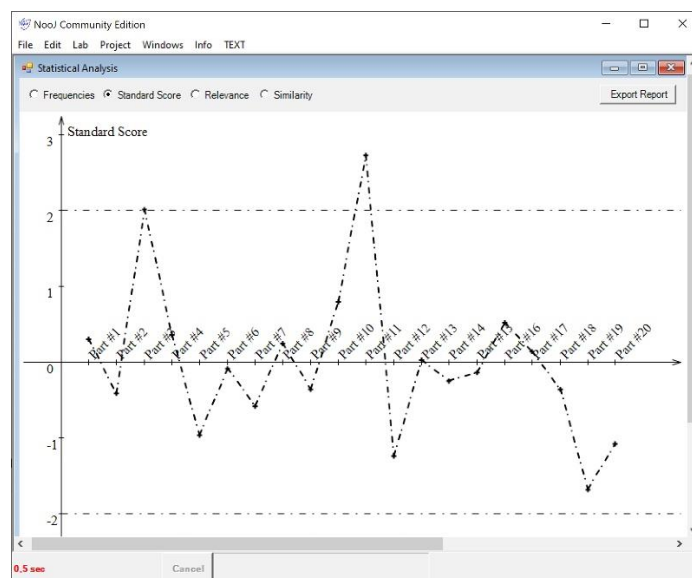 NooJ Community Edition
File Edit Lab Project Windows Info TEXT
Statistical Analysis
Frequencies Standard Score Relevance Similarity Export Report
3 Standard Score
2
1
0
-1
-2
Part #1 Part #2 Part #3 Part #4 Part #5 Part #6 Part #7 Part #8 Part #9 Part #10 Part #11 Part #12 Part #13 Part #14 Part #15 Part #16 Part #17 Part #18 Part #19 Part #20
0,5 sec Cancel